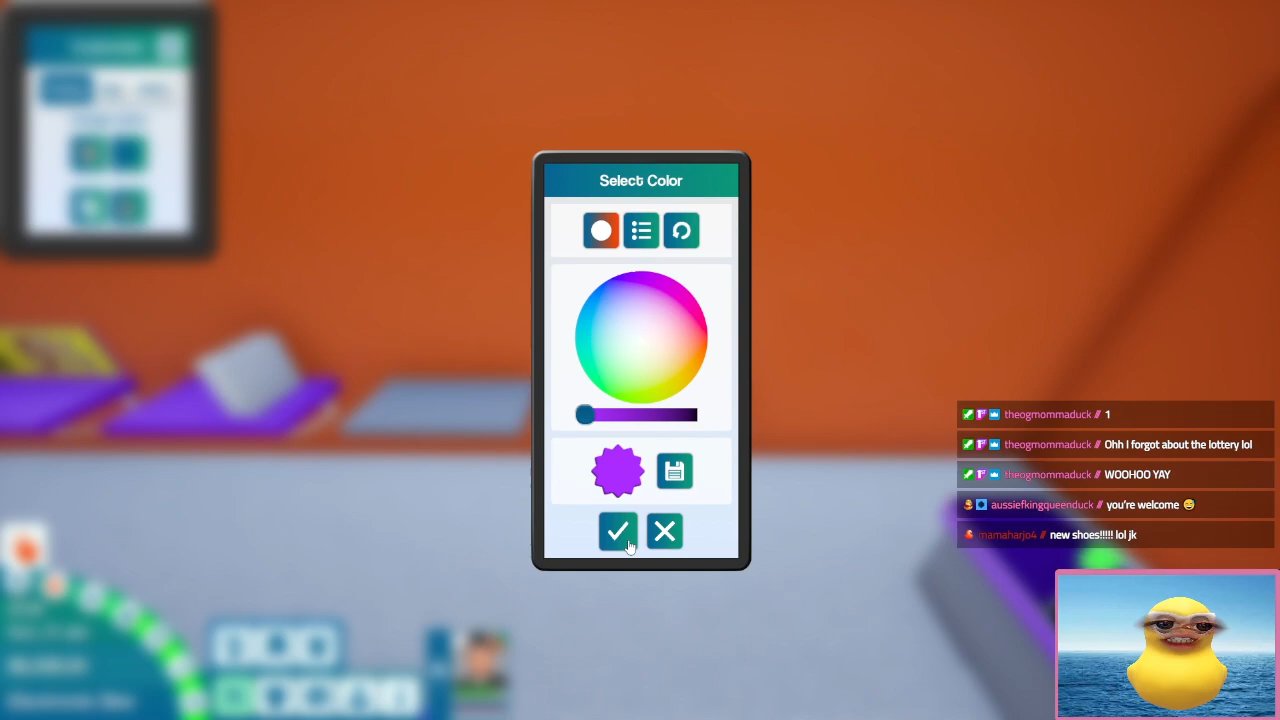 Select Color
theogmommaduck // 1
theogmommaduck // Ohh I forgot about the lottery lol
theogmommaduck // WOOHOO YAY
aussiefkingqueenduck // you're welcome 😅
mamaharjo4 // new shoes!!!!! lol jk